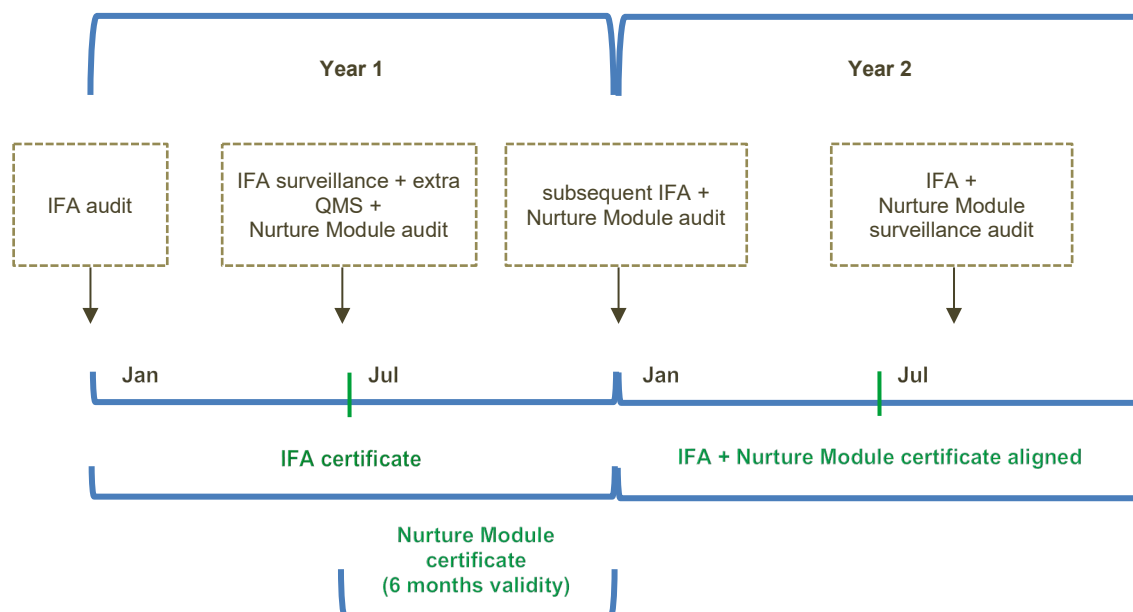 Year 1
Year 2
IFA audit
IFA surveillance + extra
QMS +
Nurture Module audit
subsequent IFA +
Nurture Module audit
IFA +
Nurture Module
surveillance audit
Jan
Jul
Jan
Jul
IFA certificate
IFA + Nurture Module certificate aligned
Nurture Module
certificate
(6 months validity)